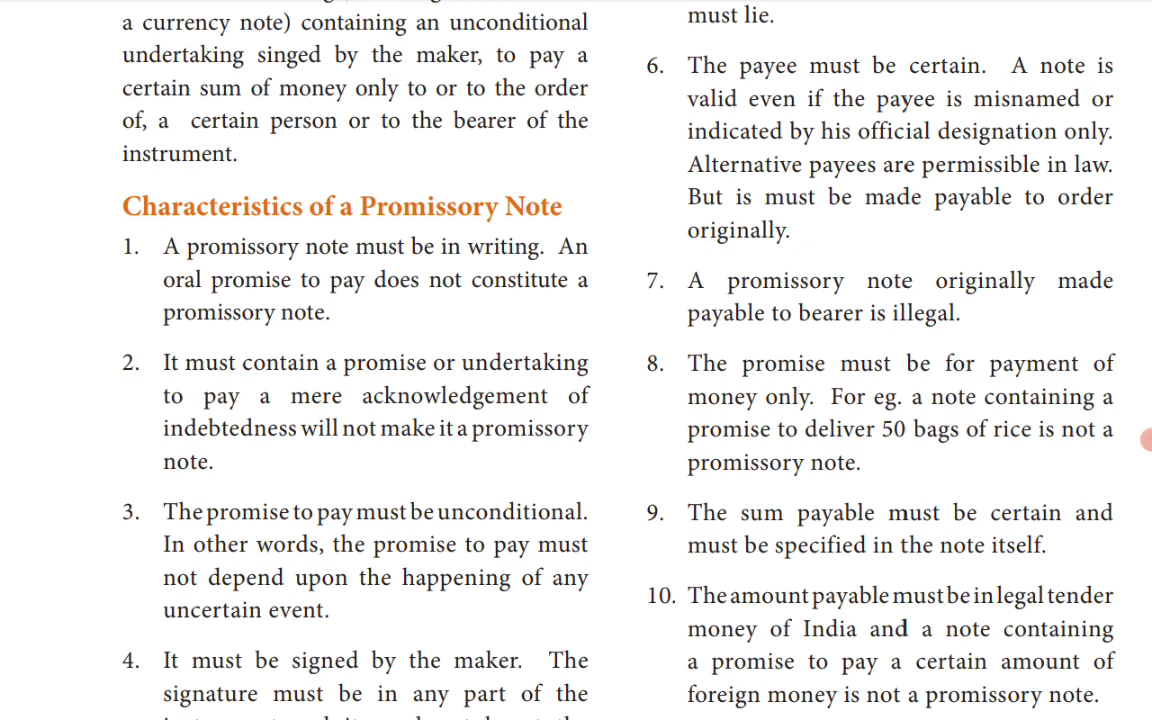 a currency note) containing an unconditional
undertaking singed by the maker, to pay a
certain sum of money only to or to the order
of, a certain person or to the bearer of the
instrument.
Characteristics of a Promissory Note
1. A promissory note must be in writing. An
oral promise to pay does not constitute a
promissory note.
2. It must contain a promise or undertaking
to pay a mere acknowledgement of
indebtedness will not make it a promissory
note.
3. The promise to pay must be unconditional.
In other words, the promise to pay must
not depend upon the happening of any
uncertain event.
4. It must be signed by the maker. The
signature must be in any part of the
must lie.
6. The payee must be certain. A note is
valid even if the payee is misnamed or
indicated by his official designation only.
Alternative payees are permissible in law.
But is must be made payable to order
originally.
7. A promissory note originally made
payable to bearer is illegal.
8. The promise must be for payment of
money only. For eg. a note containing a
promise to deliver 50 bags of rice is not a
promissory note.
9. The sum payable must be certain and
must be specified in the note itself.
10. The amount payable must be in legal tender
money of India and a note containing
a promise to pay a certain amount of
foreign money is not a promissory note.